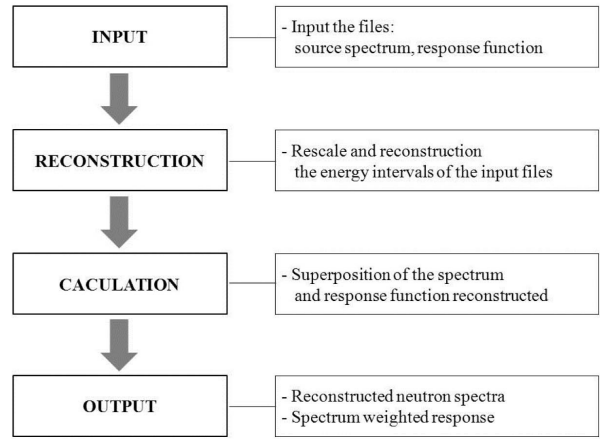 INPUT
- Input the files:
source spectrum, response function
RECONSTRUCTION
- Rescale and reconstruction
the energy intervals of the input files
CACULATION
- Superposition of the spectrum
and response function reconstructed
OUTPUT
- Reconstructed neutron spectra
- Spectrum weighted response